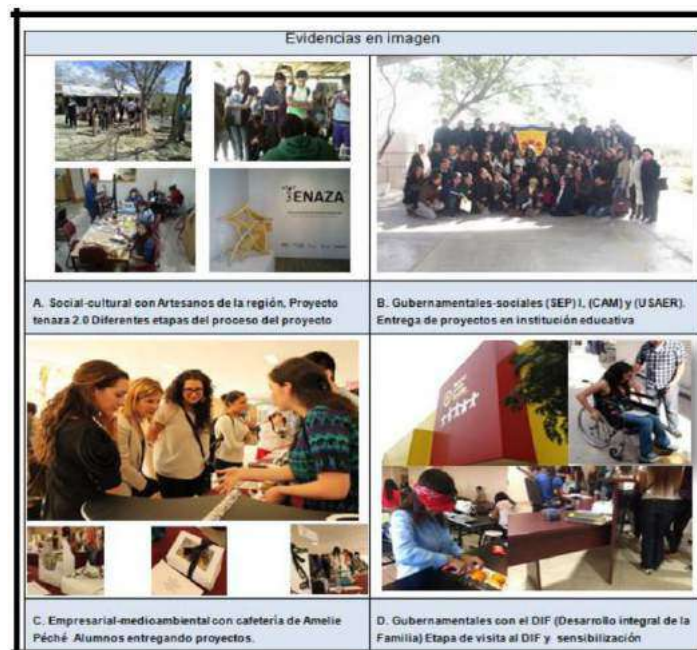 Evidencias en imagen
TENAZA
A. Social-cultural con Artesanos de la región, Proyecto
tenaza 2.0 Diferentes etapas del proceso del proyecto
B. Gubernamentales-sociales (SEP) I, (CAM) y (USAER).
Entrega de proyectos en institución educativa
C. Empresarial-medioambiental con cafetería de Amelie
Péché Alumnos entregando proyectos.
D. Gubernamentales con el DIF (Desarrollo integral de la
Familia) Etapa de visita al DIF y sensibilización